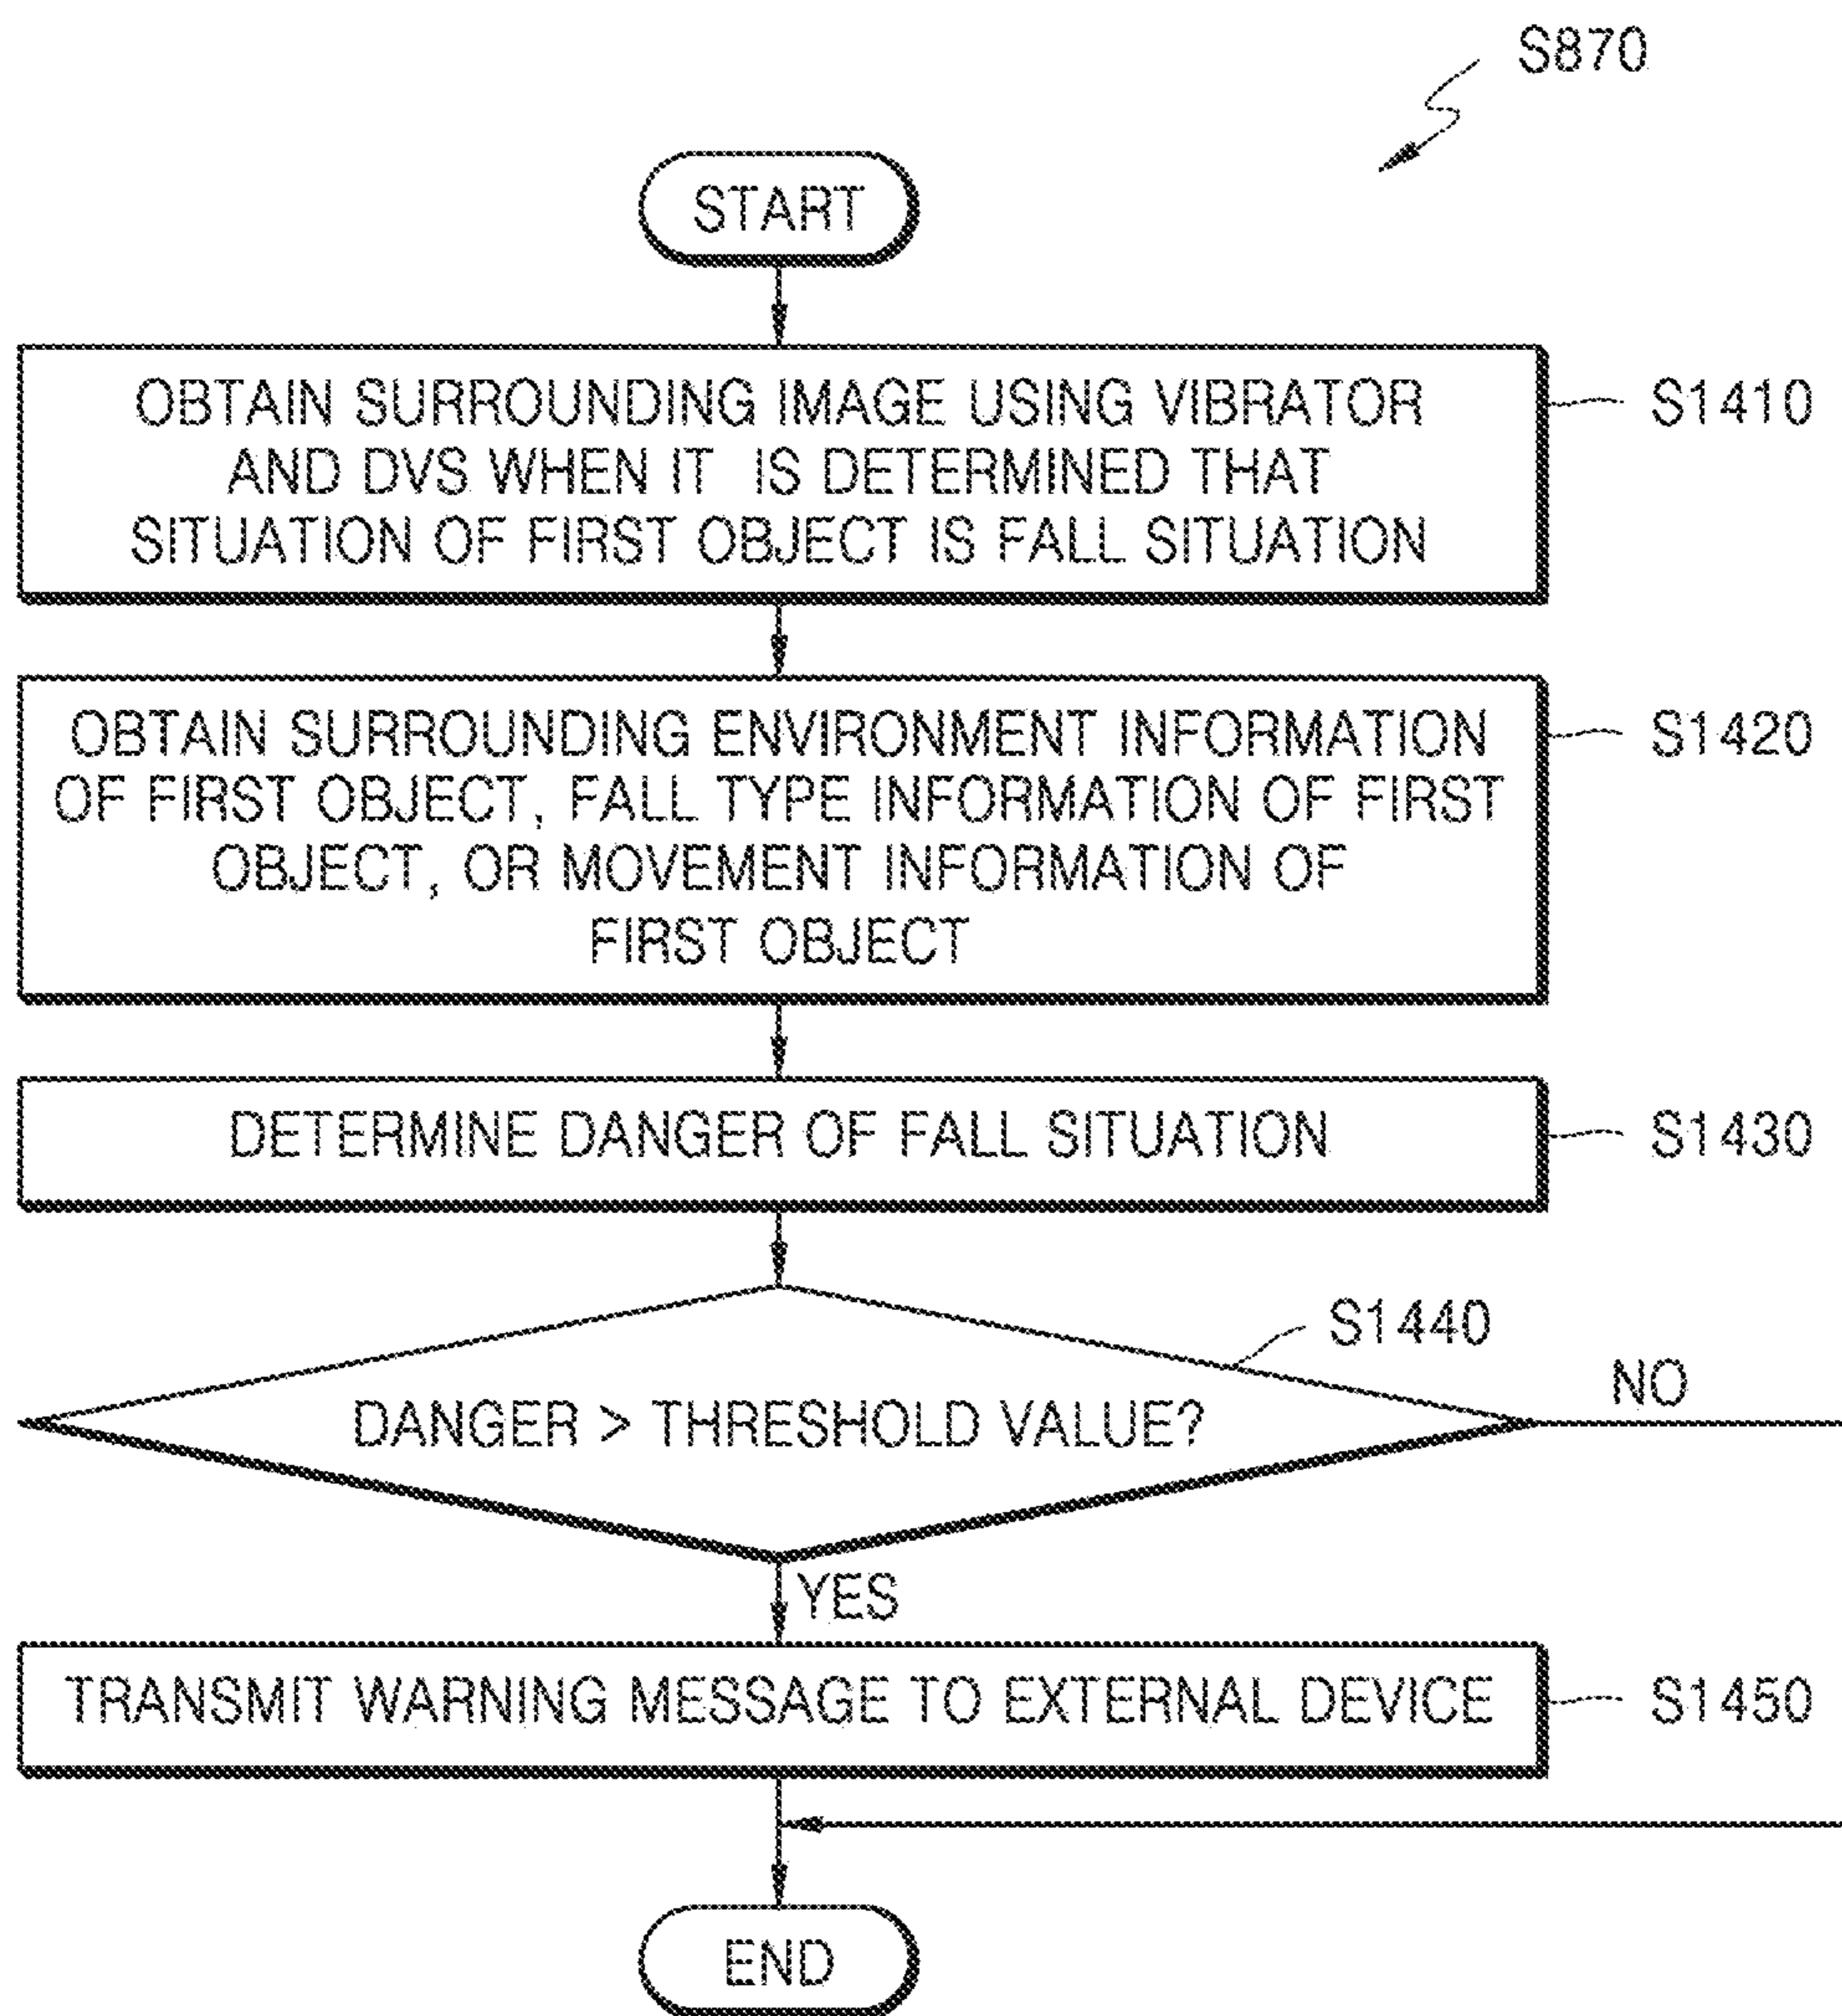 S870
START
OBTAIN SURROUNDING IMAGE USING VIBRATOR
AND DVS WHEN IT IS DETERMINED THAT
SITUATION OF FIRST OBJECT IS FALL SITUATION
S1410
OBTAIN SURROUNDING ENVIRONMENT INFORMATION
OF FIRST OBJECT, FALL TYPE INFORMATION OF FIRST
OBJECT, OR MOVEMENT INFORMATION OF
FIRST OBJECT
S1420
DETERMINE DANGER OF FALL SITUATION
S1430
S1440
DANGER > THRESHOLD VALUE?
NO
YES
TRANSMIT WARNING MESSAGE TO EXTERNAL DEVICE
S1450
END